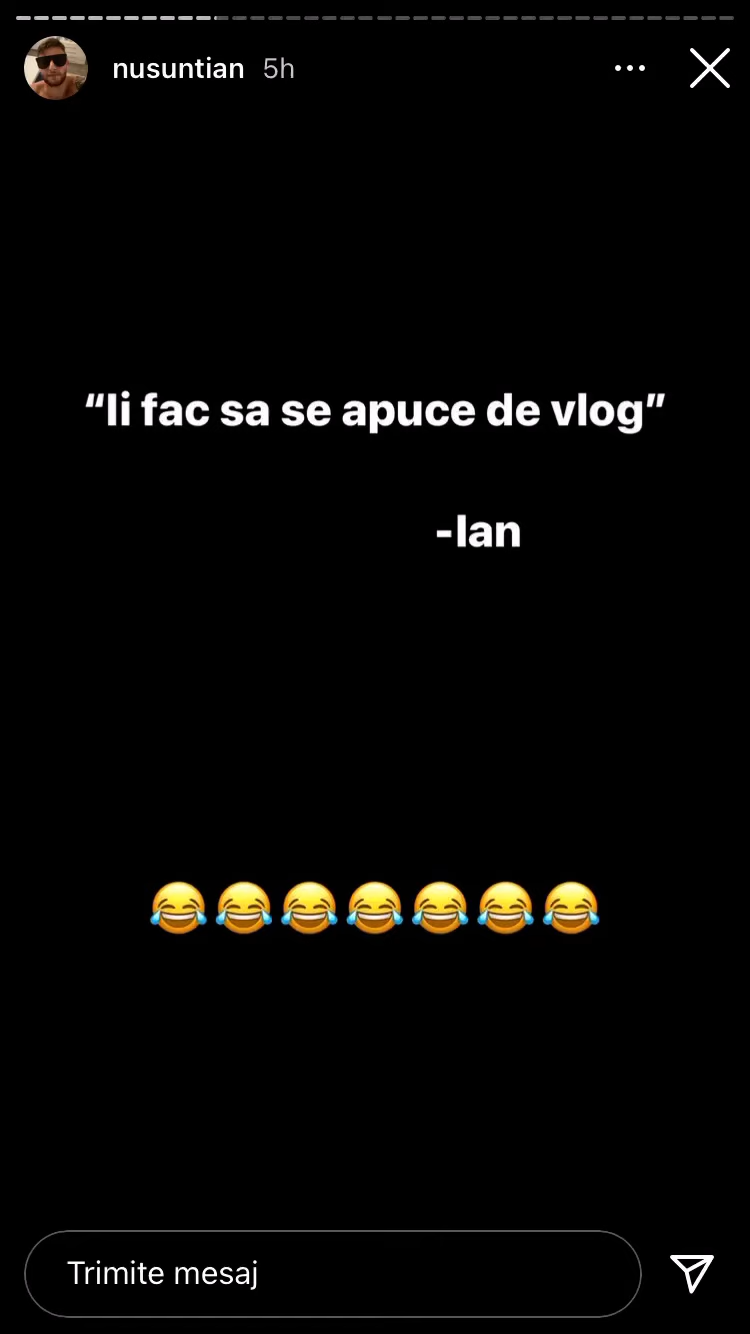 nusuntian 5h
“Ii fac sa se apuce de vlog”
-Ian
😂😂😂😂😂😂😂
Trimite mesaj